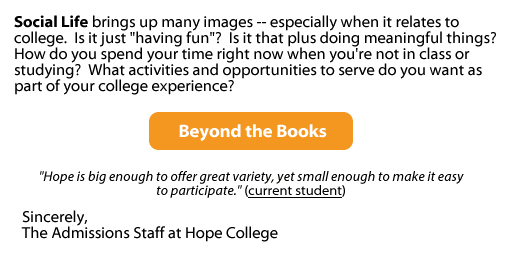 Social Life brings up many images -- especially when it relates to
college.  Is it just "having fun"?  Is it that plus doing meaningful things?
How do you spend your time right now when you're not in class or
studying?  What activities and opportunities to serve do you want as
part of your college experience?
Beyond the Books
"Hope is big enough to offer great variety, yet small enough to make it easy
to participate." (current student)
Sincerely,
The Admissions Staff at Hope College